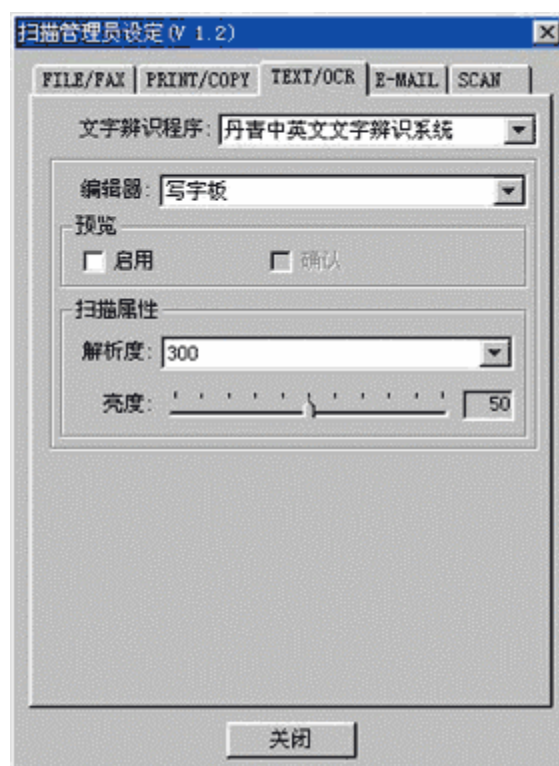 扫描管理员设定(V 1.2)
FILE/FAX PRINT/COPY TEXT/OCR E-MAIL SCAN
文字辨识程序: 丹青中英文文字辨识系统
编辑器: 写字板
预览
启用 确认
扫描属性
解析度: 300
亮度: 50
关闭